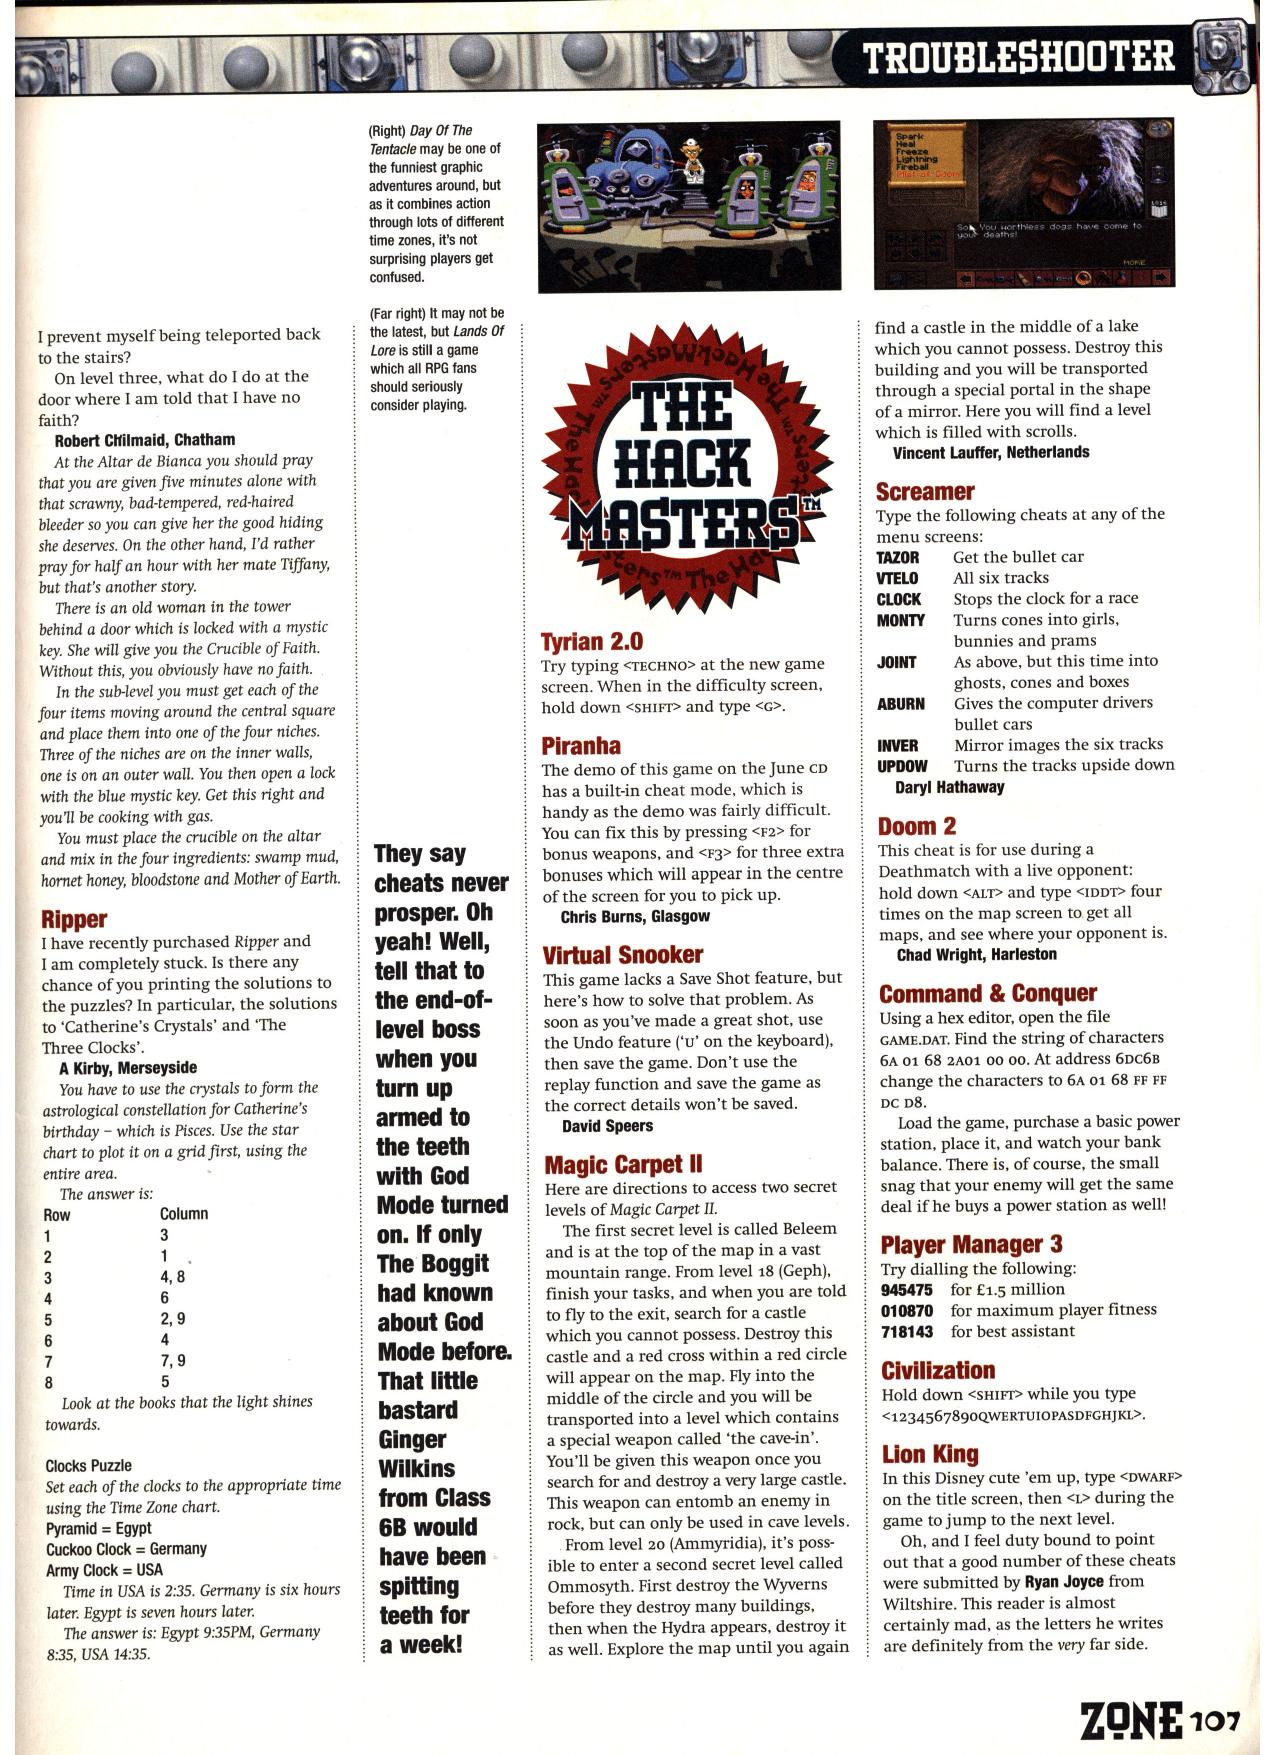 TROUBLESHOOTER
I prevent myself being teleported back
to the stairs?
On level three, what do I do at the
door where I am told that I have no
faith?
Robert Chilmaid, Chatham
At the Altar de Bianca you should pray
that you are given five minutes alone with
that scrawny, bad-tempered, red-haired
bleeder so you can give her the good hiding
she deserves. On the other hand, I'd rather
pray for half an hour with her mate Tiffany,
but that's another story.
There is an old woman in the tower
behind a door which is locked with a mystic
key. She will give you the Crucible of Faith.
Without this, you obviously have no faith.
In the sub-level you must get each of the
four items moving around the central square
and place them into one of the four niches.
Three of the niches are on the inner walls,
one is on an outer wall. You then open a lock
with the blue mystic key. Get this right and
you'll be cooking with gas.
You must place the crucible on the altar
and mix in the four ingredients: swamp mud,
hornet honey, bloodstone and Mother of Earth.
Ripper
I have recently purchased Ripper and
I am completely stuck. Is there any
chance of you printing the solutions to
the puzzles? In particular, the solutions
to 'Catherine's Crystals' and 'The
Three Clocks'.
A Kirby, Merseyside
You have to use the crystals to form the
astrological constellation for Catherine's
birthday – which is Pisces. Use the star
chart to plot it on a grid first, using the
entire area.
The answer is:
Row Column
1 3
2 1
3 4, 8
4 6
5 2, 9
6 4
7 7, 9
8 5
Look at the books that the light shines
towards.
Clocks Puzzle
Set each of the clocks to the appropriate time
using the Time Zone chart.
Pyramid = Egypt
Cuckoo Clock = Germany
Army Clock = USA
Time in USA is 2:35. Germany is six hours
later. Egypt is seven hours later.
The answer is: Egypt 9:35PM, Germany
8:35, USA 14:35.
(Right) Day Of The
Tentacle may be one of
the funniest graphic
adventures around, but
as it combines action
through lots of different
time zones, it's not
surprising players get
confused.
(Far right) It may not be
the latest, but Lands Of
Lore is still a game
which all RPG fans
should seriously
consider playing.
They say
cheats never
prosper. Oh
yeah! Well,
tell that to
the end-of-
level boss
when you
turn up
armed to
the teeth
with God
Mode turned
on. If only
The Boggit
had known
about God
Mode before.
That little
bastard
Ginger
Wilkins
from Class
6B would
have been
spitting
teeth for
a week!
Spark
Heal
Freeze
Lightning
Fireball
So, You worthless dogs have come to
your deaths!
MORE
THE
HACK
MASTERS™
Tyrian 2.0
Try typing <TECHNO> at the new game
screen. When in the difficulty screen,
hold down <SHIFT> and type <G>.
Piranha
The demo of this game on the June CD
has a built-in cheat mode, which is
handy as the demo was fairly difficult.
You can fix this by pressing <F2> for
bonus weapons, and <F3> for three extra
bonuses which will appear in the centre
of the screen for you to pick up.
Chris Burns, Glasgow
Virtual Snooker
This game lacks a Save Shot feature, but
here's how to solve that problem. As
soon as you've made a great shot, use
the Undo feature ('U' on the keyboard),
then save the game. Don't use the
replay function and save the game as
the correct details won't be saved.
David Speers
Magic Carpet II
Here are directions to access two secret
levels of Magic Carpet II.
The first secret level is called Beleem
and is at the top of the map in a vast
mountain range. From level 18 (Geph),
finish your tasks, and when you are told
to fly to the exit, search for a castle
which you cannot possess. Destroy this
castle and a red cross within a red circle
will appear on the map. Fly into the
middle of the circle and you will be
transported into a level which contains
a special weapon called 'the cave-in'.
You'll be given this weapon once you
search for and destroy a very large castle.
This weapon can entomb an enemy in
rock, but can only be used in cave levels.
From level 20 (Ammyridia), it's poss-
ible to enter a second secret level called
Ommosyth. First destroy the Wyverns
before they destroy many buildings,
then when the Hydra appears, destroy it
as well. Explore the map until you again
find a castle in the middle of a lake
which you cannot possess. Destroy this
building and you will be transported
through a special portal in the shape
of a mirror. Here you will find a level
which is filled with scrolls.
Vincent Lauffer, Netherlands
Screamer
Type the following cheats at any of the
menu screens:
TAZOR Get the bullet car
VTELO All six tracks
CLOCK Stops the clock for a race
MONTY Turns cones into girls,
bunnies and prams
JOINT As above, but this time into
ghosts, cones and boxes
ABURN Gives the computer drivers
bullet cars
INVER Mirror images the six tracks
UPDOW Turns the tracks upside down
Daryl Hathaway
Doom 2
This cheat is for use during a
Deathmatch with a live opponent:
hold down <ALT> and type <IDDT> four
times on the map screen to get all
maps, and see where your opponent is.
Chad Wright, Harleston
Command & Conquer
Using a hex editor, open the file
GAME.DAT. Find the string of characters
6A 01 68 2A01 00 00. At address 6DC6B
change the characters to 6A 01 68 FF FF
DC D8.
Load the game, purchase a basic power
station, place it, and watch your bank
balance. There is, of course, the small
snag that your enemy will get the same
deal if he buys a power station as well!
Player Manager 3
Try dialling the following:
945475 for £1.5 million
010870 for maximum player fitness
718143 for best assistant
Civilization
Hold down <SHIFT> while you type
<1234567890QWERTUIOPASDFGHJKL>.
Lion King
In this Disney cute 'em up, type <DWARF>
on the title screen, then <L> during the
game to jump to the next level.
Oh, and I feel duty bound to point
out that a good number of these cheats
were submitted by Ryan Joyce from
Wiltshire. This reader is almost
certainly mad, as the letters he writes
are definitely from the very far side.
ZONE 107